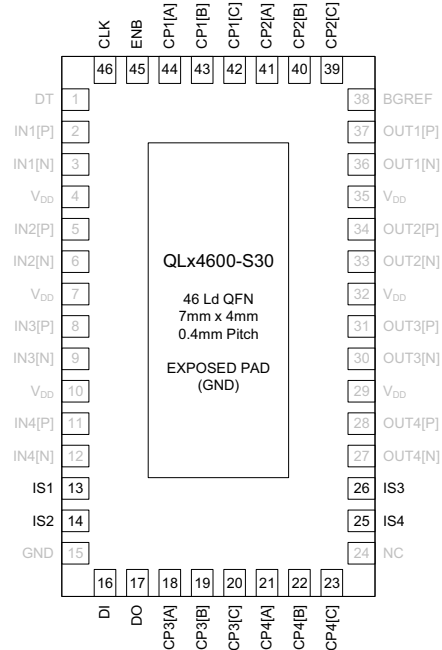 CLK
ENB
CP1[A]
CP1[B]
CP1[C]
CP2[A]
CP2[B]
CP2[C]
46 45 44 43 42 41 40 39
DT 1
IN1[P] 2
IN1[N] 3
VDD 4
IN2[P] 5
IN2[N] 6
VDD 7
IN3[P] 8
IN3[N] 9
VDD 10
IN4[P] 11
IN4[N] 12
IS1 13
IS2 14
GND 15
QLx4600-S30
46 Ld QFN
7mm x 4mm
0.4mm Pitch
EXPOSED PAD
(GND)
38 BGREF
37 OUT1[P]
36 OUT1[N]
35 VDD
34 OUT2[P]
33 OUT2[N]
32 VDD
31 OUT3[P]
30 OUT3[N]
29 VDD
28 OUT4[P]
27 OUT4[N]
26 IS3
25 IS4
24 NC
16 17 18 19 20 21 22 23
DI
DO
CP3[A]
CP3[B]
CP3[C]
CP4[A]
CP4[B]
CP4[C]